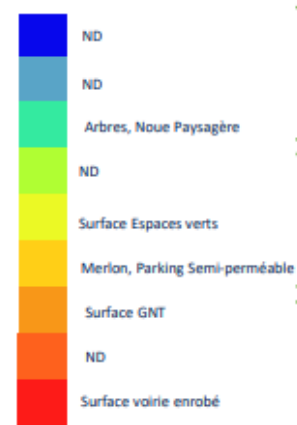 ND
ND
Arbres, Noue Paysagère
ND
Surface Espaces verts
Merlon, Parking Semi-perméable
Surface GNT
ND
Surface voirie enrobé